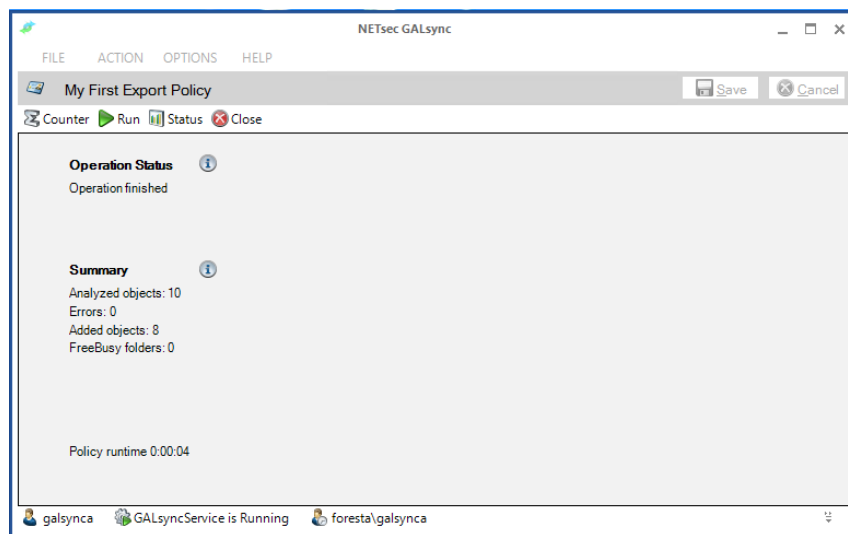 NETsec GALsync
FILE ACTION OPTIONS HELP
My First Export Policy Save Cancel
Counter Run Status Close
Operation Status
Operation finished
Summary
Analyzed objects: 10
Errors: 0
Added objects: 8
FreeBusy folders: 0
Policy runtime 0:00:04
galsynca GALsyncService is Running foresta\galsynca